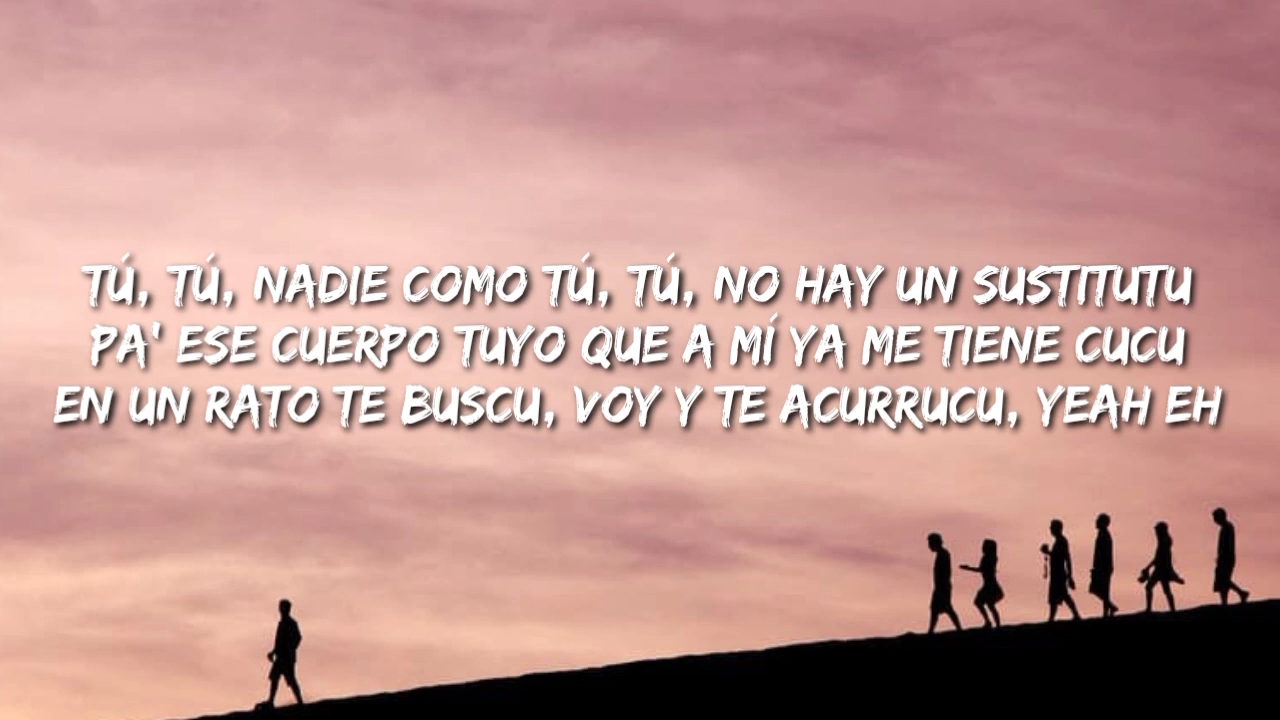 TÚ, TÚ, NADIE COMO TÚ, TÚ, NO HAY UN SUSTITUTU
PA' ESE CUERPO TUYO QUE A MÍ YA ME TIENE CUCU
EN UN RATO TE BUSCU, VOY Y TE ACURRUCU, YEAH EH